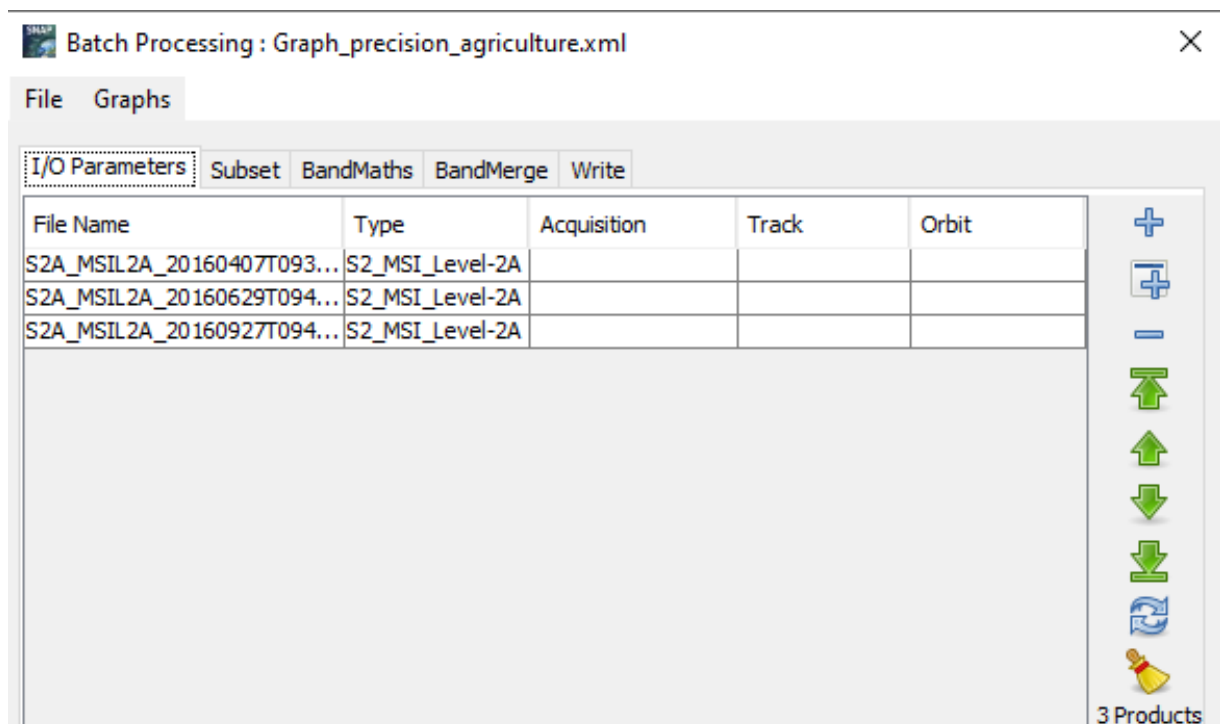 SNAP
Batch Processing : Graph_precision_agriculture.xml
File Graphs
I/O Parameters Subset BandMaths BandMerge Write
File Name Type Acquisition Track Orbit
S2A_MSIL2A_20160407T093... S2_MSI_Level-2A
S2A_MSIL2A_20160629T094... S2_MSI_Level-2A
S2A_MSIL2A_20160927T094... S2_MSI_Level-2A
3 Products